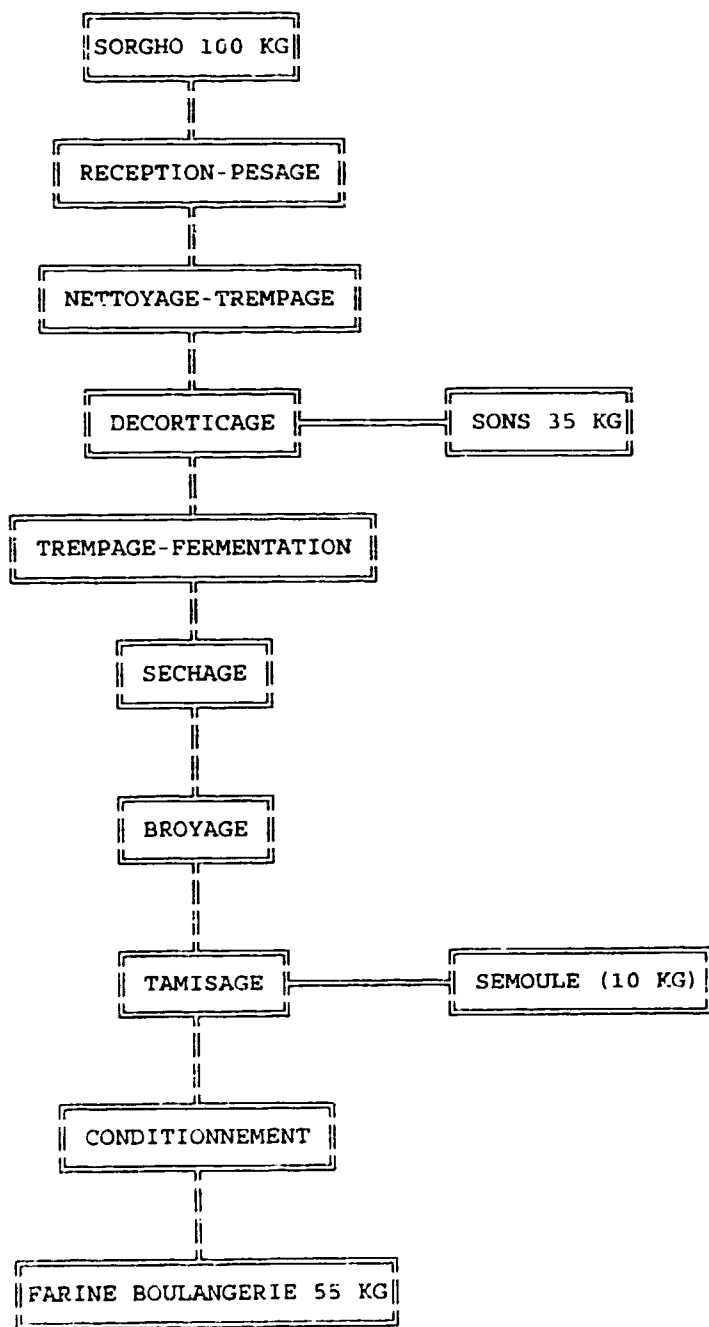 SORGHO 100 KG
RECEPTION-PESAGE
NETTOYAGE-TREMPAGE
DECORTICAGE
SONS 35 KG
TREMPAGE-FERMENTATION
SECHAGE
BROYAGE
TAMISAGE
SEMOULE (10 KG)
CONDITIONNEMENT
FARINE BOULANGERIE 55 KG